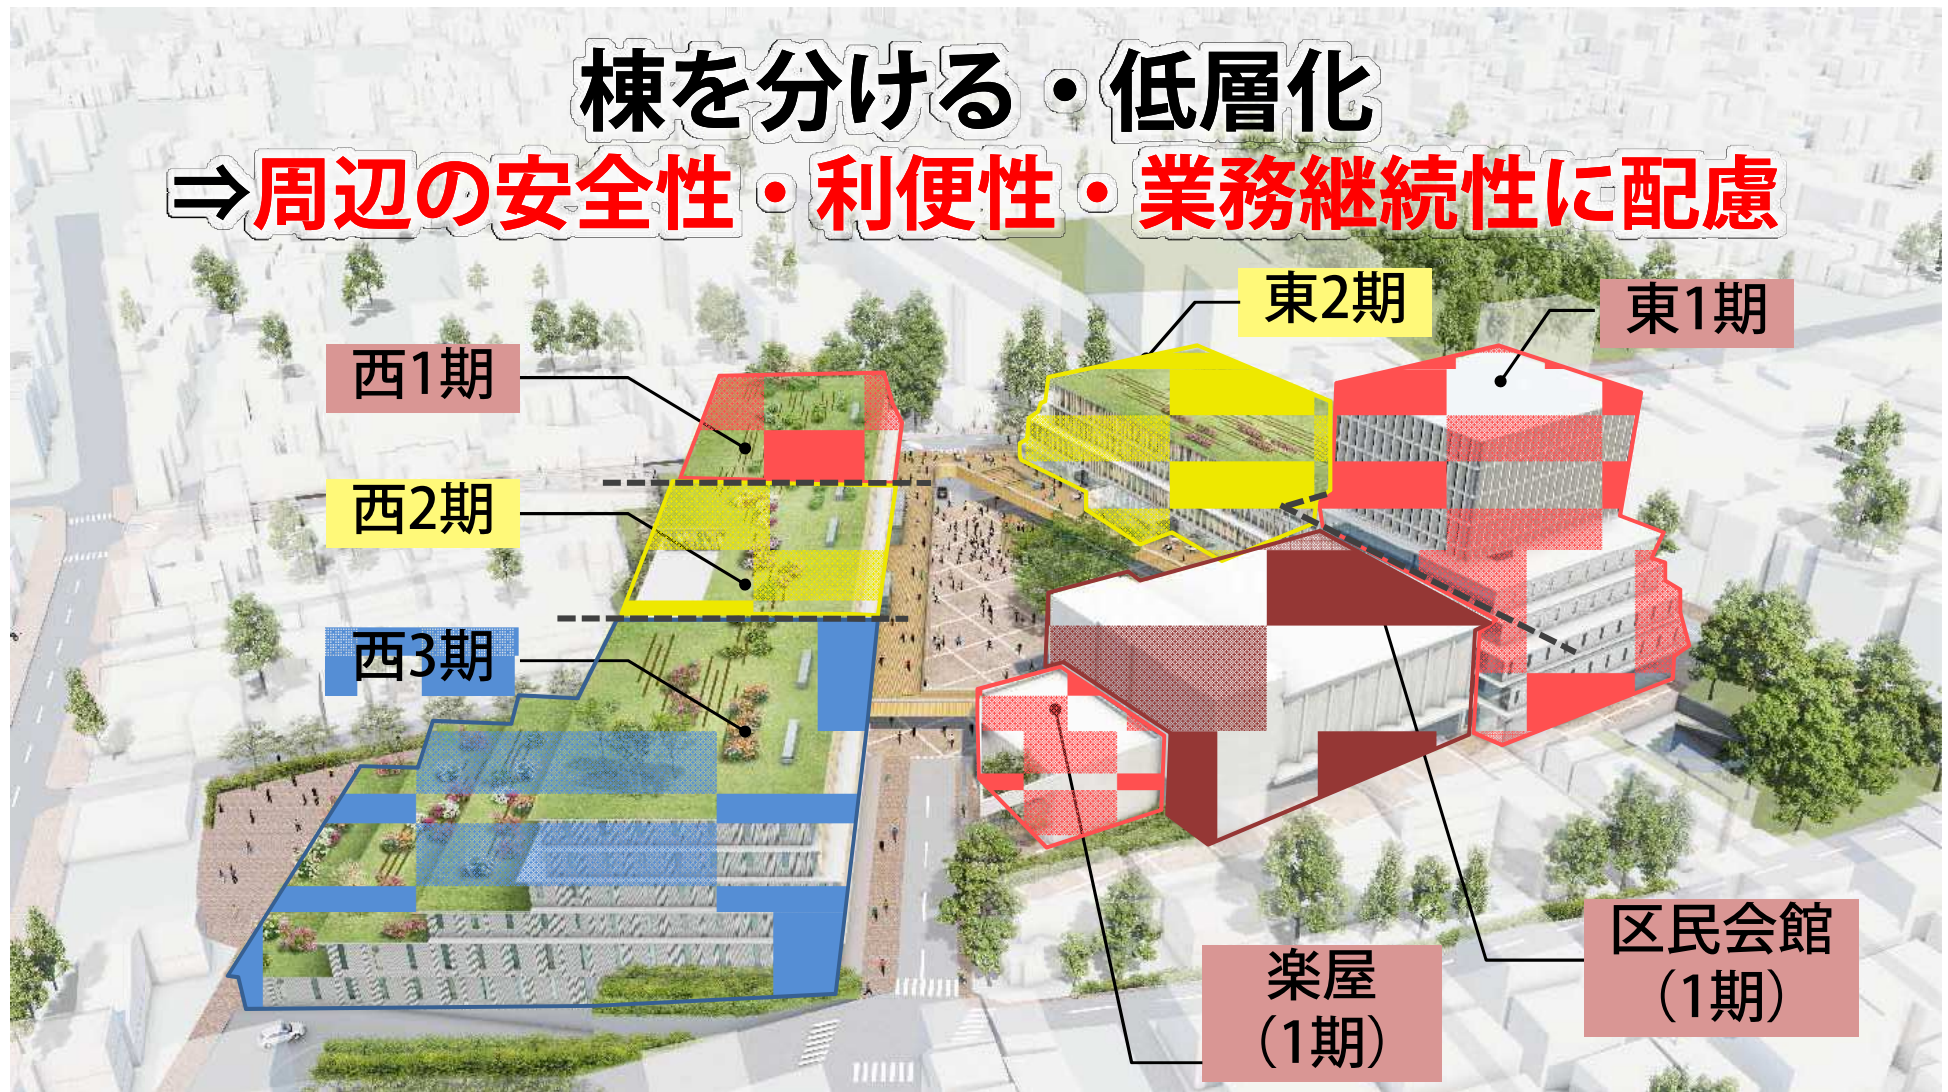 棟を分ける・低層化
⇒周辺の安全性・利便性・業務継続性に配慮
東2期
東1期
西1期
西2期
西3期
区民会館
（1期）
楽屋
（1期）